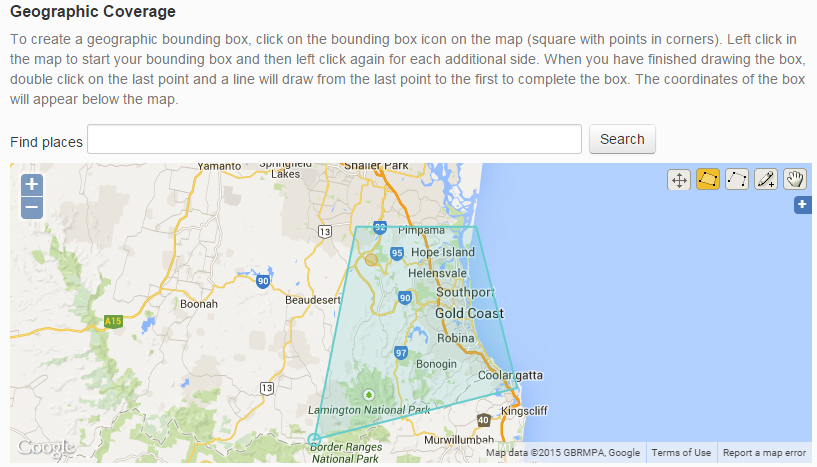 Geographic Coverage
To create a geographic bounding box, click on the bounding box icon on the map (square with points in corners). Left click in
the map to start your bounding box and then left click again for each additional side. When you have finished drawing the box,
double click on the last point and a line will draw from the last point to the first to complete the box. The coordinates of the box
will appear below the map.
Find places
Search
Yamanto
Springfield
Lakes
Shailer Park
+
−
+
13
92
Pimpama
95
Hope Island
Helensvale
90
Boonah
Beaudesert
90
Southport
Gold Coast
A15
Robina
97
Bonogin
Coolangatta
13
Lamington National Park
Kingscliff
40
Murwillumbah
Border Ranges
National Park
Google
Map data ©2015 GBRMPA, Google
Terms of Use
Report a map error